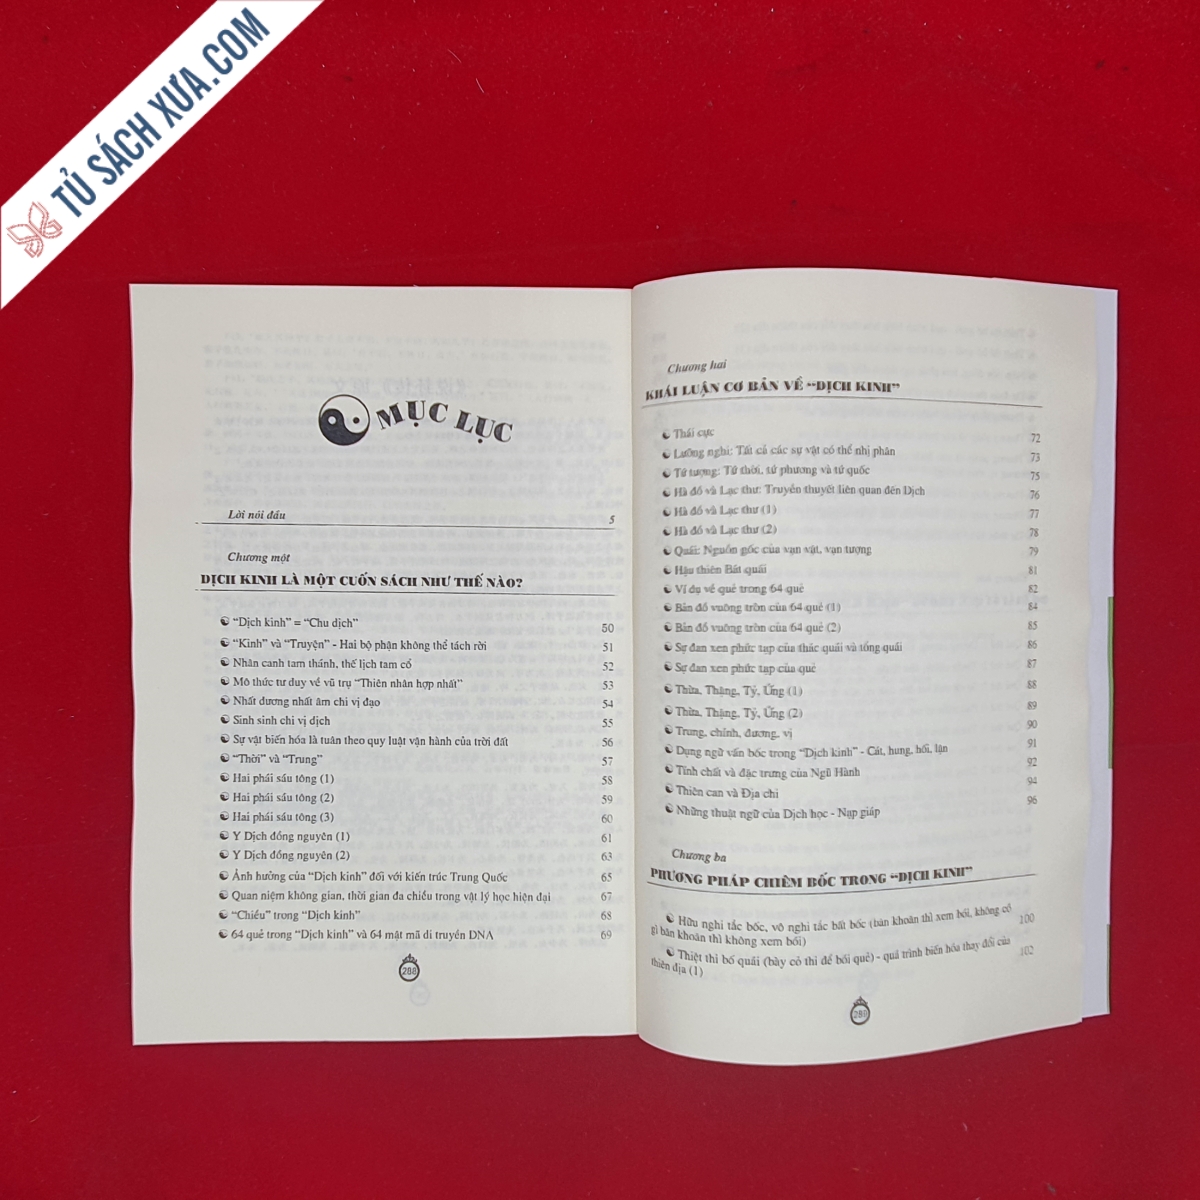 TỦ SÁCH XƯA.COM
MỤC LỤC
Lời nói đầu 5
Chương một
DỊCH KINH LÀ MỘT CUỐN SÁCH NHƯ THẾ NÀO?
“Dịch kinh” = “Chu dịch” 50
“Kinh” và “Truyện” - Hai bộ phận không thể tách rời 51
Nhân canh tam thánh, thế lịch tam cổ 52
Mô thức tư duy về vũ trụ “Thiên nhân hợp nhất” 53
Nhất dương nhất âm chi vị đạo 54
Sinh sinh chi vị dịch 55
Sự vật biến hóa là tuân theo quy luật vận hành của trời đất 56
“Thời” và “Trung” 57
Hai phái sáu tông (1) 58
Hai phái sáu tông (2) 59
Hai phái sáu tông (3) 60
Y Dịch đồng nguyên (1) 61
Y Dịch đồng nguyên (2) 63
Ảnh hưởng của “Dịch kinh” đối với kiến trúc Trung Quốc 65
Quan niệm không gian, thời gian đa chiều trong vật lý học hiện đại 67
“Chiều” trong “Dịch kinh” 68
64 quẻ trong “Dịch kinh” và 64 mật mã di truyền DNA 69
288
Chương hai
KHÁI LUẬN CƠ BẢN VỀ “DỊCH KINH”
Thái cực 72
Lưỡng nghi: Tất cả các sự vật có thể nhị phân 73
Tứ tượng: Tứ thời, tứ phương và tứ quốc 75
Hà đồ và Lạc thư: Truyền thuyết liên quan đến Dịch 76
Hà đồ và Lạc thư (1) 77
Hà đồ và Lạc thư (2) 78
Quái: Nguồn gốc của vạn vật, vạn tượng 79
Hậu thiên Bát quái 81
Ví dụ về quẻ trong 64 quẻ 82
Bản đồ vuông tròn của 64 quẻ (1) 84
Bản đồ vuông tròn của 64 quẻ (2) 85
Sự đan xen phức tạp của thác quái và tổng quái 86
Sự đan xen phức tạp của quẻ 87
Thừa, Thặng, Tỷ, Ứng (1) 88
Thừa, Thặng, Tỷ, Ứng (2) 89
Trung, chính, đương, vị 90
Dụng ngữ vấn bốc trong “Dịch kinh” - Cát, hung, hối, lận 91
Tính chất và đặc trưng của Ngũ Hành 92
Thiên can và Địa chi 94
Những thuật ngữ của Dịch học - Nạp giáp 96
Chương ba
PHƯƠNG PHÁP CHIÊM BỐC TRONG “DỊCH KINH”
Hữu nghi tắc bốc, vô nghi tắc bất bốc (băn khoăn thì xem bói, không có
gì băn khoăn thì không xem bói) 100
Thiệt thi bố quái (bày cỏ thi để bói quẻ) - quá trình biến hóa thay đổi của
thiên địa (1) 102
289